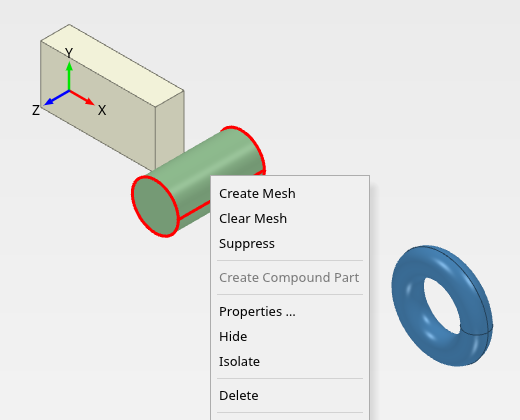 Y
Z
X
Create Mesh
Clear Mesh
Suppress
Create Compound Part
Properties ...
Hide
Isolate
Delete